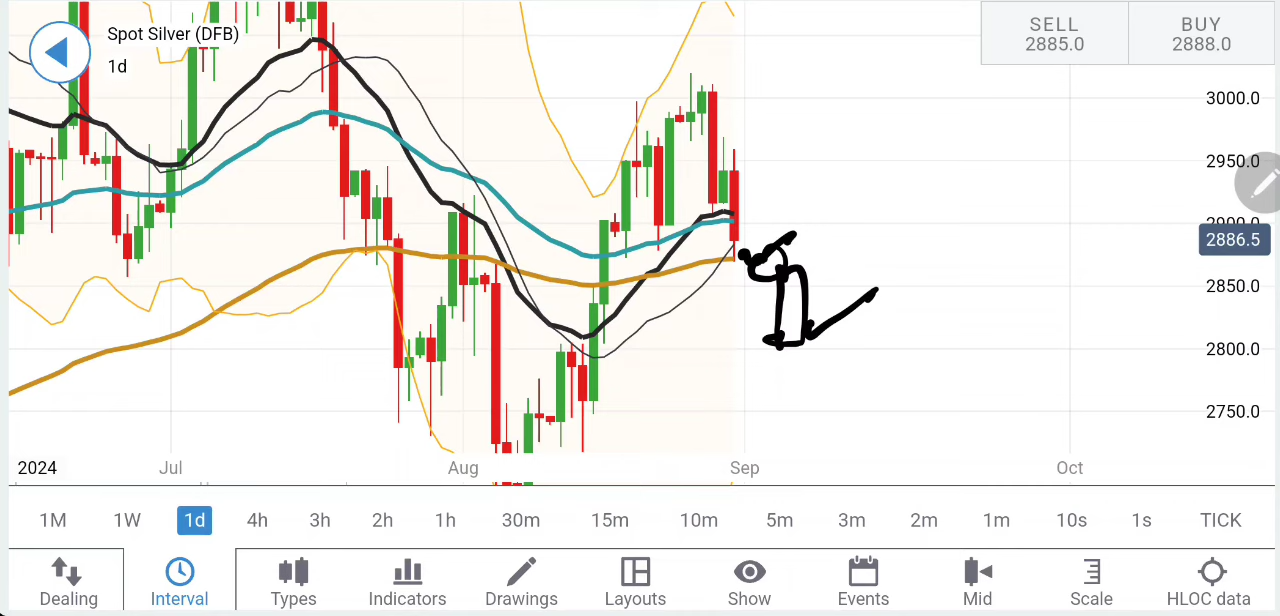 Spot Silver (DFB)
1d
SELL
2885.0
BUY
2888.0
3000.0
2950.0
2900.0
2886.5
2850.0
2800.0
2750.0
2024 Jul Aug Sep Oct
1M 1W 1d 4h 3h 2h 1h 30m 15m 10m 5m 3m 2m 1m 10s 1s TICK
Dealing Interval Types Indicators Drawings Layouts Show Events Mid Scale HLOC data